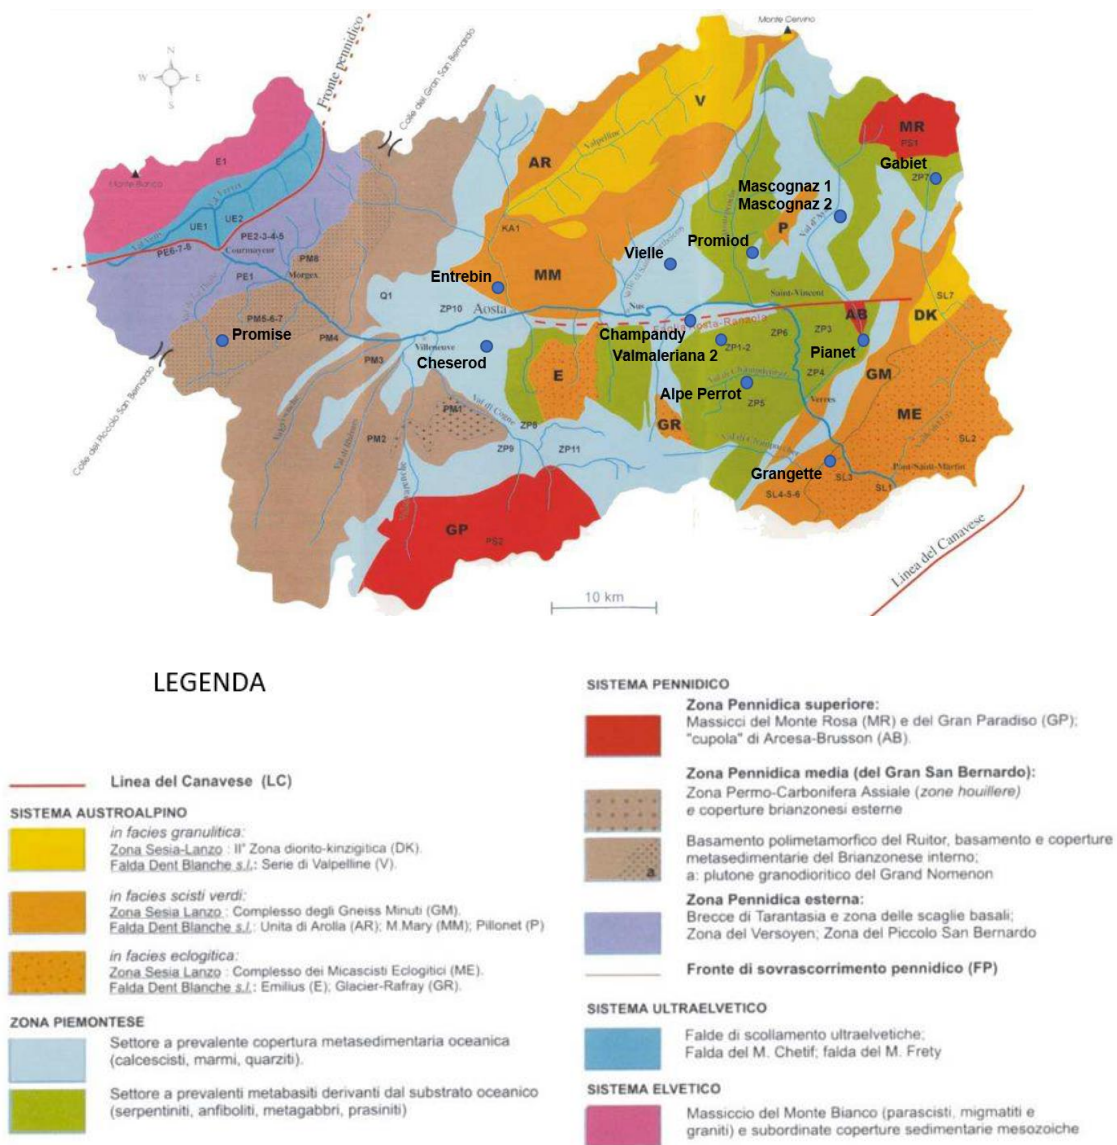 Monte Cervino
Fronte pennidico
Colle del Gran San Bernardo
N
W E
S
V
MR
PS1
AR
Valpelline
Gabiet
ZP7
E1
Monte Bianco
Mascognaz 1
Mascognaz 2
UE2
UE1
P
KA1
PE2-3-4-5
PE6-7-8
Courmayeur
Vielle
Promiod
PM8
Entrebin
MM
PE1
Morgex
Q1
ZP10
Aosta
Nus
Saint-Vincent
SL7
PM5-6-7
Promise
PM4
Villeneuve
Champandy
AB
DK
ZP6
ZP3
Cheserod
PM3
Valmaleriana 2
ZP1-2
Pianet
E
ZP4
GM
Alpe Perrot
Verres
ME
PM1
Val di Cogne
ZP5
Colle del Piccolo San Bernardo
PM2
ZP8
GR
SL2
ZP9
ZP11
Val di Champorcher
Grangette
Pont-Saint-Martin
SL3
SL1
SL4-5-6
GP
PS2
Linea del Canavese
10 km
LEGENDA
Linea del Canavese (LC)
SISTEMA AUSTROALPINO
in facies granulitica:
Zona Sesia-Lanzo : II° Zona diorito-kinzigitica (DK).
Falda Dent Blanche s.l.: Serie di Valpelline (V).
in facies scisti verdi:
Zona Sesia Lanzo : Complesso degli Gneiss Minuti (GM).
Falda Dent Blanche s.l.: Unita di Arolla (AR); M.Mary (MM); Pillonet (P)
in facies eclogitica:
Zona Sesia Lanzo : Complesso dei Micascisti Eclogitici (ME).
Falda Dent Blanche s.l.: Emilius (E); Glacier-Rafray (GR).
ZONA PIEMONTESE
Settore a prevalente copertura metasedimentaria oceanica
(calcescisti, marmi, quarziti).
Settore a prevalenti metabasiti derivanti dal substrato oceanico
(serpentiniti, anfiboliti, metagabbri, prasiniti)
SISTEMA PENNIDICO
Zona Pennidica superiore:
Massicci del Monte Rosa (MR) e del Gran Paradiso (GP);
"cupola" di Arcesa-Brusson (AB).
Zona Pennidica media (del Gran San Bernardo):
Zona Permo-Carbonifera Assiale (zone houillere)
e coperture brianzonesi esterne
Basamento polimetamorfico del Ruitor, basamento e coperture
metasedimentarie del Brianzonese interno;
a: plutone granodioritico del Grand Nomenon
a
Zona Pennidica esterna:
Brecce di Tarantasia e zona delle scaglie basali;
Zona del Versoyen; Zona del Piccolo San Bernardo
Fronte di sovrascorrimento pennidico (FP)
SISTEMA ULTRAELVETICO
Falde di scollamento ultraelvetiche;
Falda del M. Chetif; falda del M. Frety
SISTEMA ELVETICO
Massiccio del Monte Bianco (parascisti, migmatiti e
graniti) e subordinate coperture sedimentarie mesozoiche